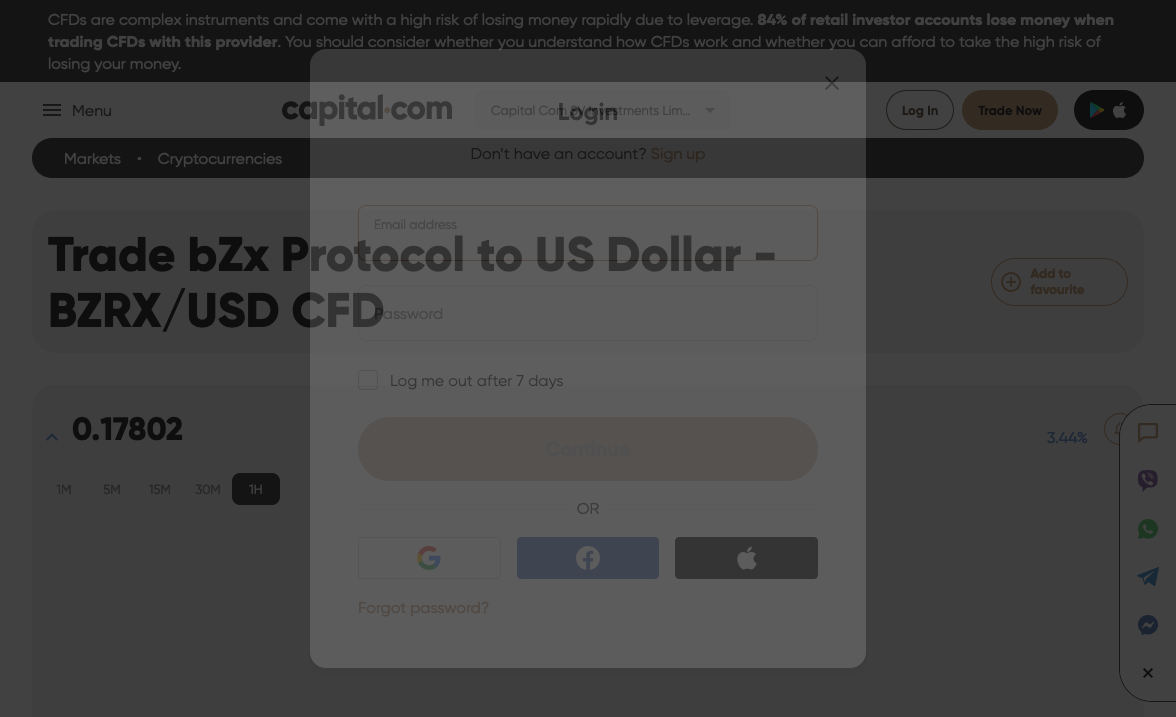 CFDs are complex instruments and come with a high risk of losing money rapidly due to leverage. 84% of retail investor accounts lose money when
trading CFDs with this provider. You should consider whether you understand how CFDs work and whether you can afford to take the high risk of
losing your money.
Menu
capital.com
Capital Com SV Investments Lim...
Log In
Trade Now
Login
Markets • Cryptocurrencies
Don't have an account? Sign up
Email address
Trade bZx Protocol to US Dollar -
BZRX/USD CFD
Add to
favourite
Password
Log me out after 7 days
0.17802
3.44%
Continue
1M 5M 15M 30M 1H
OR
Forgot password?